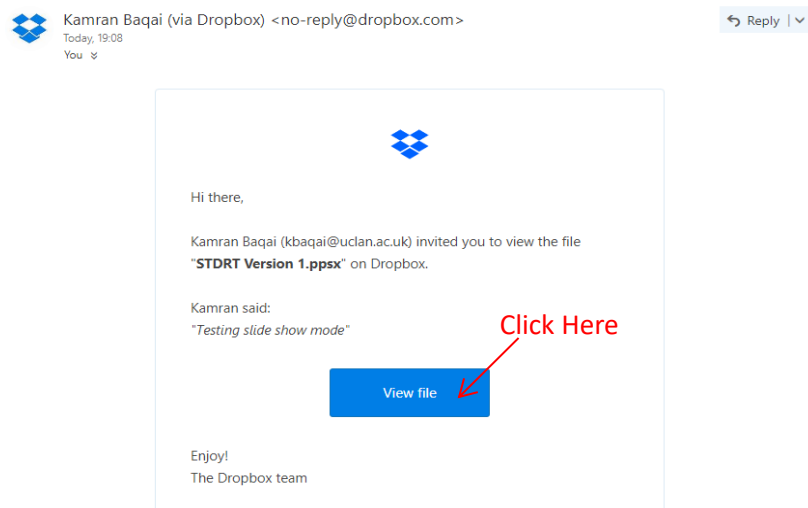 Kamran Baqai (via Dropbox) <no-reply@dropbox.com>
Reply
Today, 19:08
You
Hi there,
Kamran Baqai (kbaqai@uclan.ac.uk) invited you to view the file
"STDRT Version 1.ppsx" on Dropbox.
Kamran said:
"Testing slide show mode"
Click Here
View file
Enjoy!
The Dropbox team